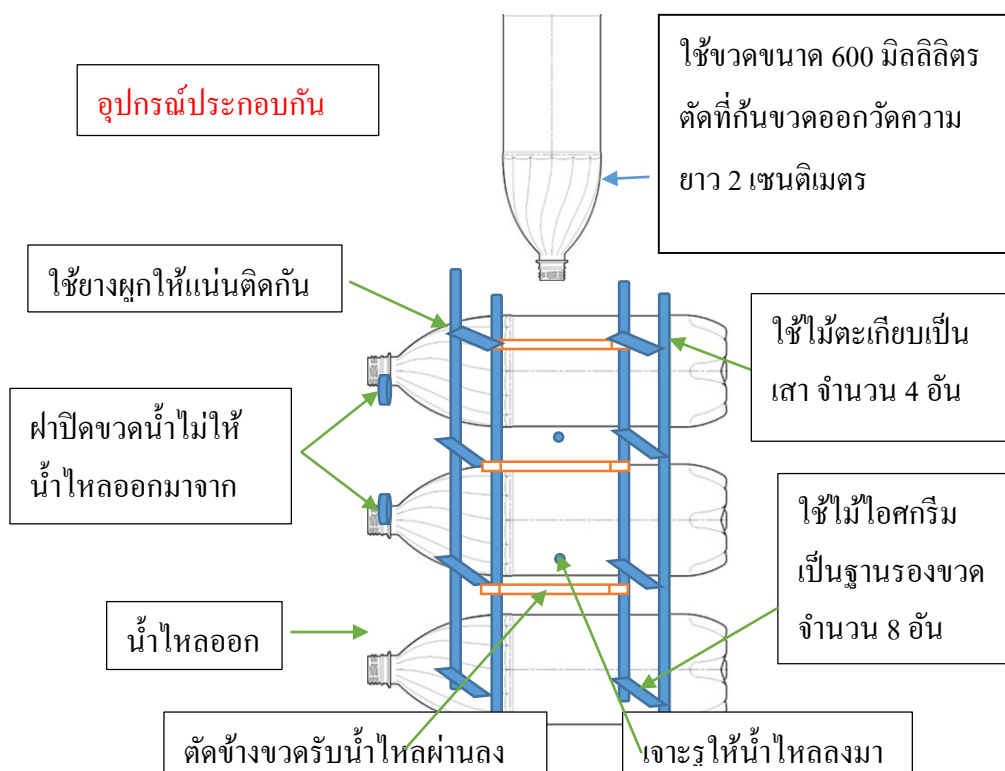 อุปกรณ์ประกอบกัน
ใช้ขวดขนาด 600 มิลลิลิตร
ตัดที่ก้นขวดออกวัดความ
ยาว 2 เซนติเมตร
ใช้ยางผูกให้แน่นติดกัน
ใช้ไม้ตะเกียบเป็น
เสา จำนวน 4 อัน
ฝาปิดขวดน้ำไม่ให้
น้ำไหลออกมาจาก
ใช้ไม้ไอศกรีม
เป็นฐานรองขวด
จำนวน 8 อัน
น้ำไหลออก
ตัดข้างขวดรับน้ำไหลผ่านลง
เจาะรูให้น้ำไหลลงมา